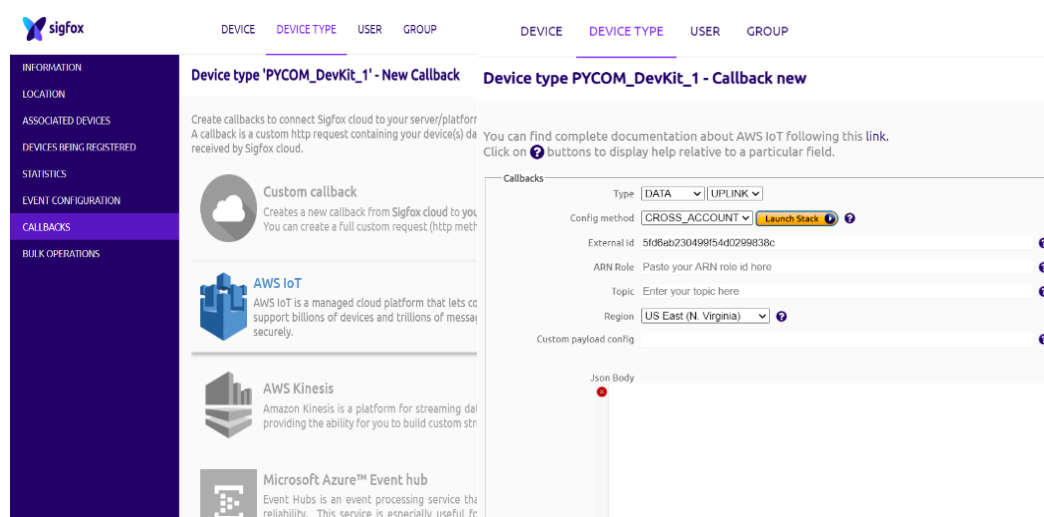 sigfox
DEVICE DEVICE TYPE USER GROUP
INFORMATION
LOCATION
ASSOCIATED DEVICES
DEVICES BEING REGISTERED
STATISTICS
EVENT CONFIGURATION
CALLBACKS
BULK OPERATIONS
Device type 'PYCOM_DevKit_1' - New Callback
Create callbacks to connect Sigfox cloud to your server/platfor
A callback is a custom http request containing your device(s) da
received by Sigfox cloud.
Custom callback
Creates a new callback from Sigfox cloud to you
You can create a full custom request (http meth
AWS IoT
AWS IoT is a managed cloud platform that lets co
support billions of devices and trillions of messag
securely.
AWS Kinesis
Amazon Kinesis is a platform for streaming dat
providing the ability for you to build custom str
Microsoft Azure™ Event hub
Event Hubs is an event processing service tha
reliability. This service is especially useful fo
DEVICE DEVICE TYPE USER GROUP
Device type PYCOM_DevKit_1 - Callback new
You can find complete documentation about AWS IoT following this link.
Click on ? buttons to display help relative to a particular field.
Callbacks
Type DATA UPLINK
Config method CROSS_ACCOUNT Launch Stack ?
External Id 5fd6ab230499f54d0299838c
ARN Role Paste your ARN role id here
Topic Enter your topic here
Region US East (N. Virginia) ?
Custom payload config
Json Body